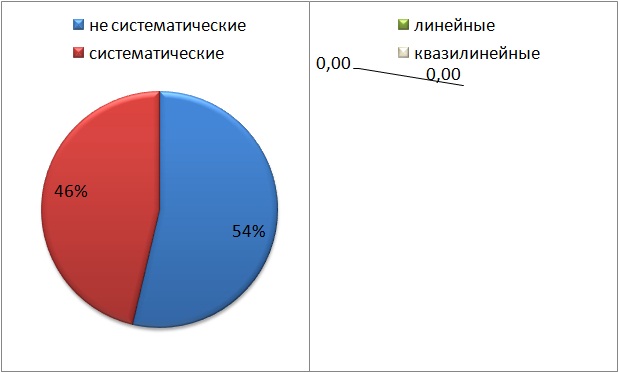 не систематические
систематические
46%
54%
линейные
квазилинейные
0,00
0,00